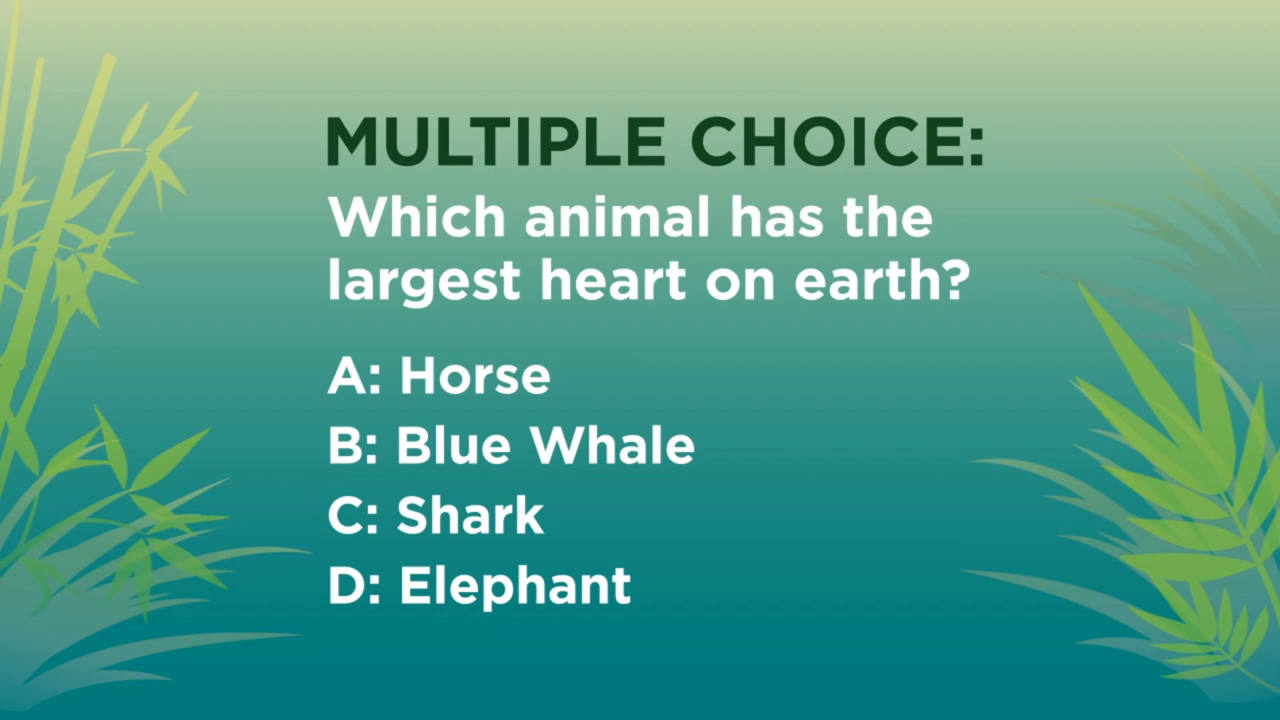 MULTIPLE CHOICE:
Which animal has the
largest heart on earth?
A: Horse
B: Blue Whale
C: Shark
D: Elephant